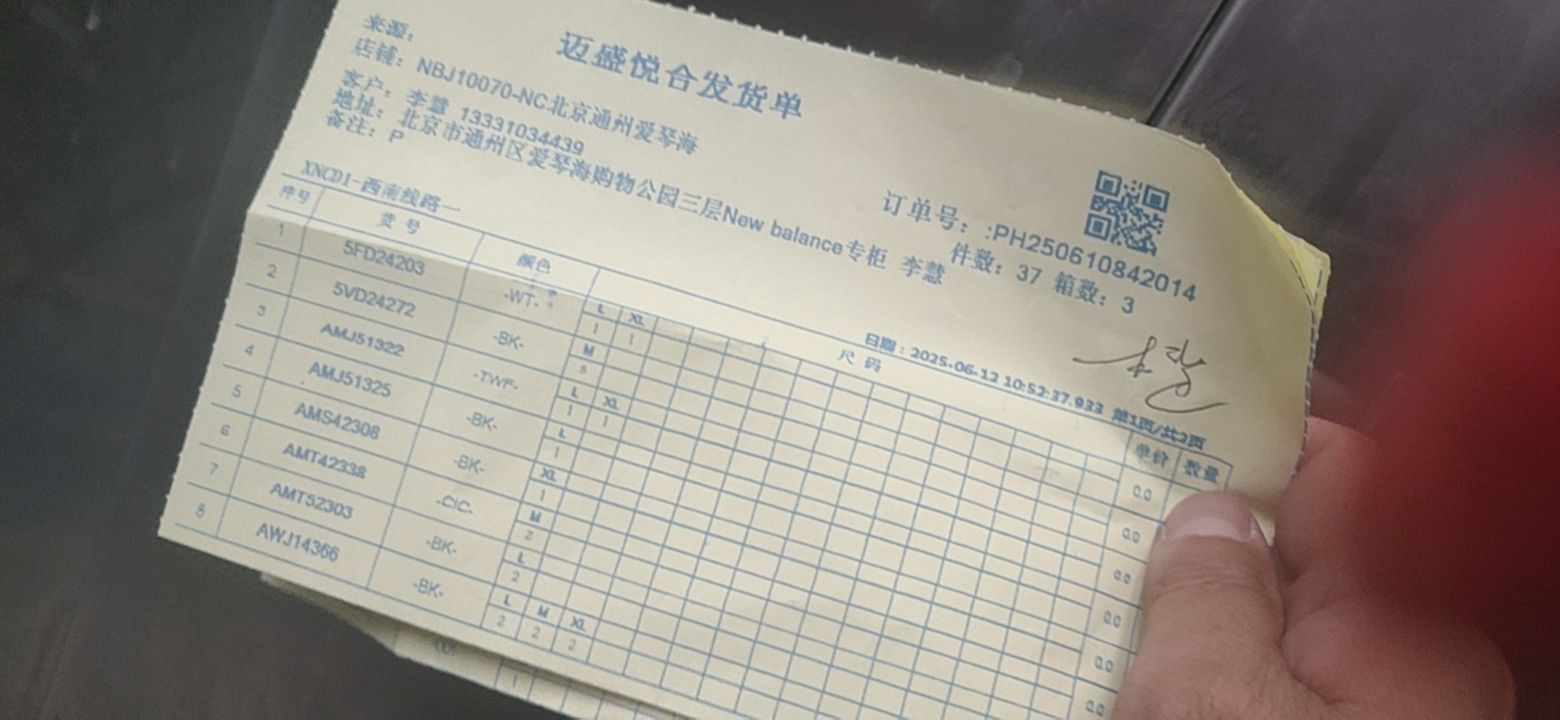 迈盛悦合发货单
来源：
店铺：NBJ10070-NC北京通州爱琴海
客户：李慧 13331034439
地址：北京市通州区爱琴海购物公园三层New balance专柜 李慧
备注：P
订单号：:PH250610842014
件数：37 箱数：3
XNCD1-西南线路一
日期：2025-06-12 10:52:37.933 第1页/共3页
序号 货号 颜色 尺码 单价 数量
1 5FD24203 -WT- L XL 0.0
1 1
2 5VD24272 -BK- M 0.0
3 AMJ51322 -TWF- L XL 0.0
1 1
4 AMJ51325 -BK- L 0.0
1
5 AMS42308 -BK- XL 0.0
1
6 AMT42338 -CIC- M 0.0
2
7 AMT52303 -BK- L
2
8 AWJ14366 -BK- L M XL
2 2 2
-001
1